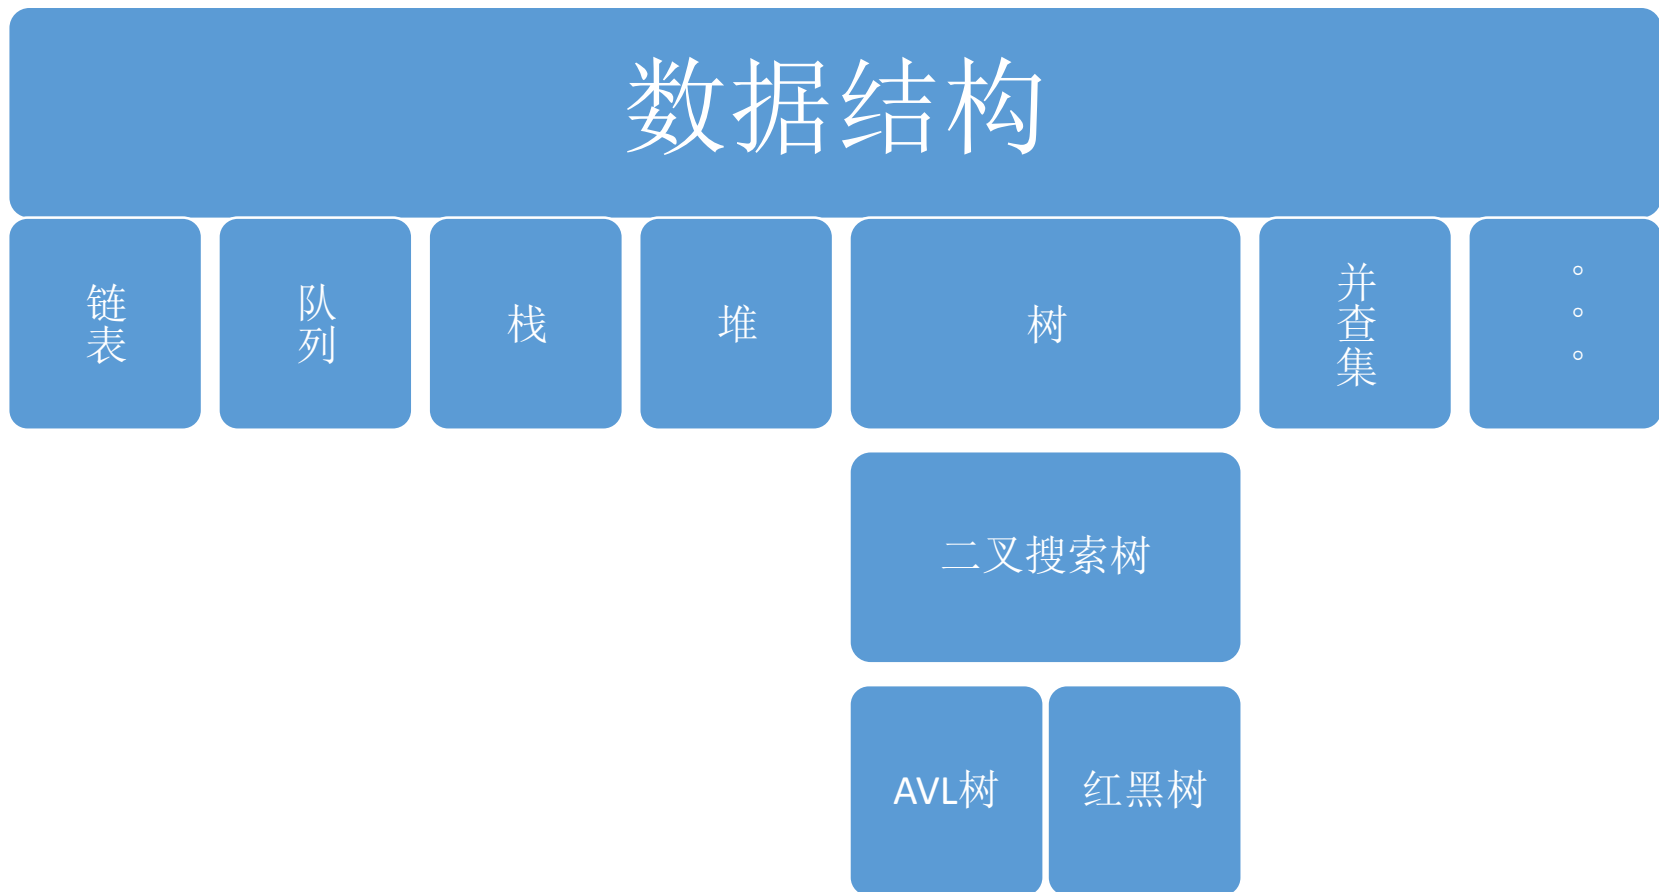 数据结构
链表
队列
栈
堆
树
并查集
。。。
二叉搜索树
AVL树
红黑树